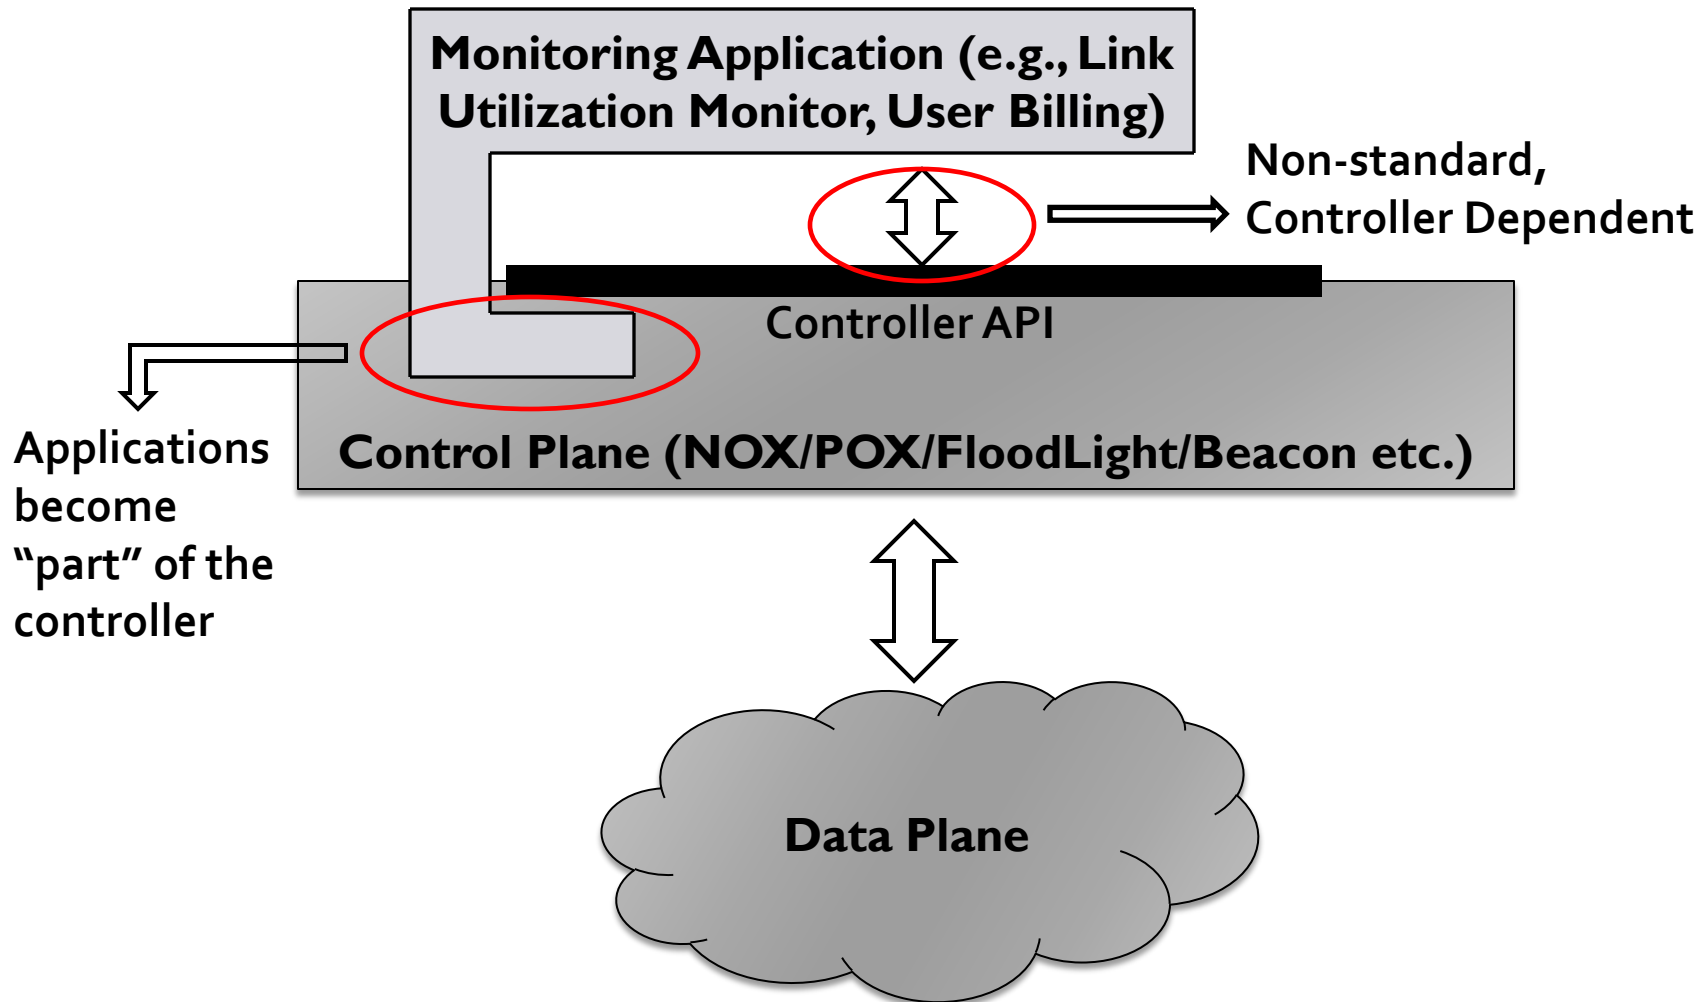 Monitoring Application (e.g., Link
Utilization Monitor, User Billing)
Non-standard,
Controller Dependent
Controller API
Control Plane (NOX/POX/FloodLight/Beacon etc.)
Applications
become
“part” of the
controller
Data Plane